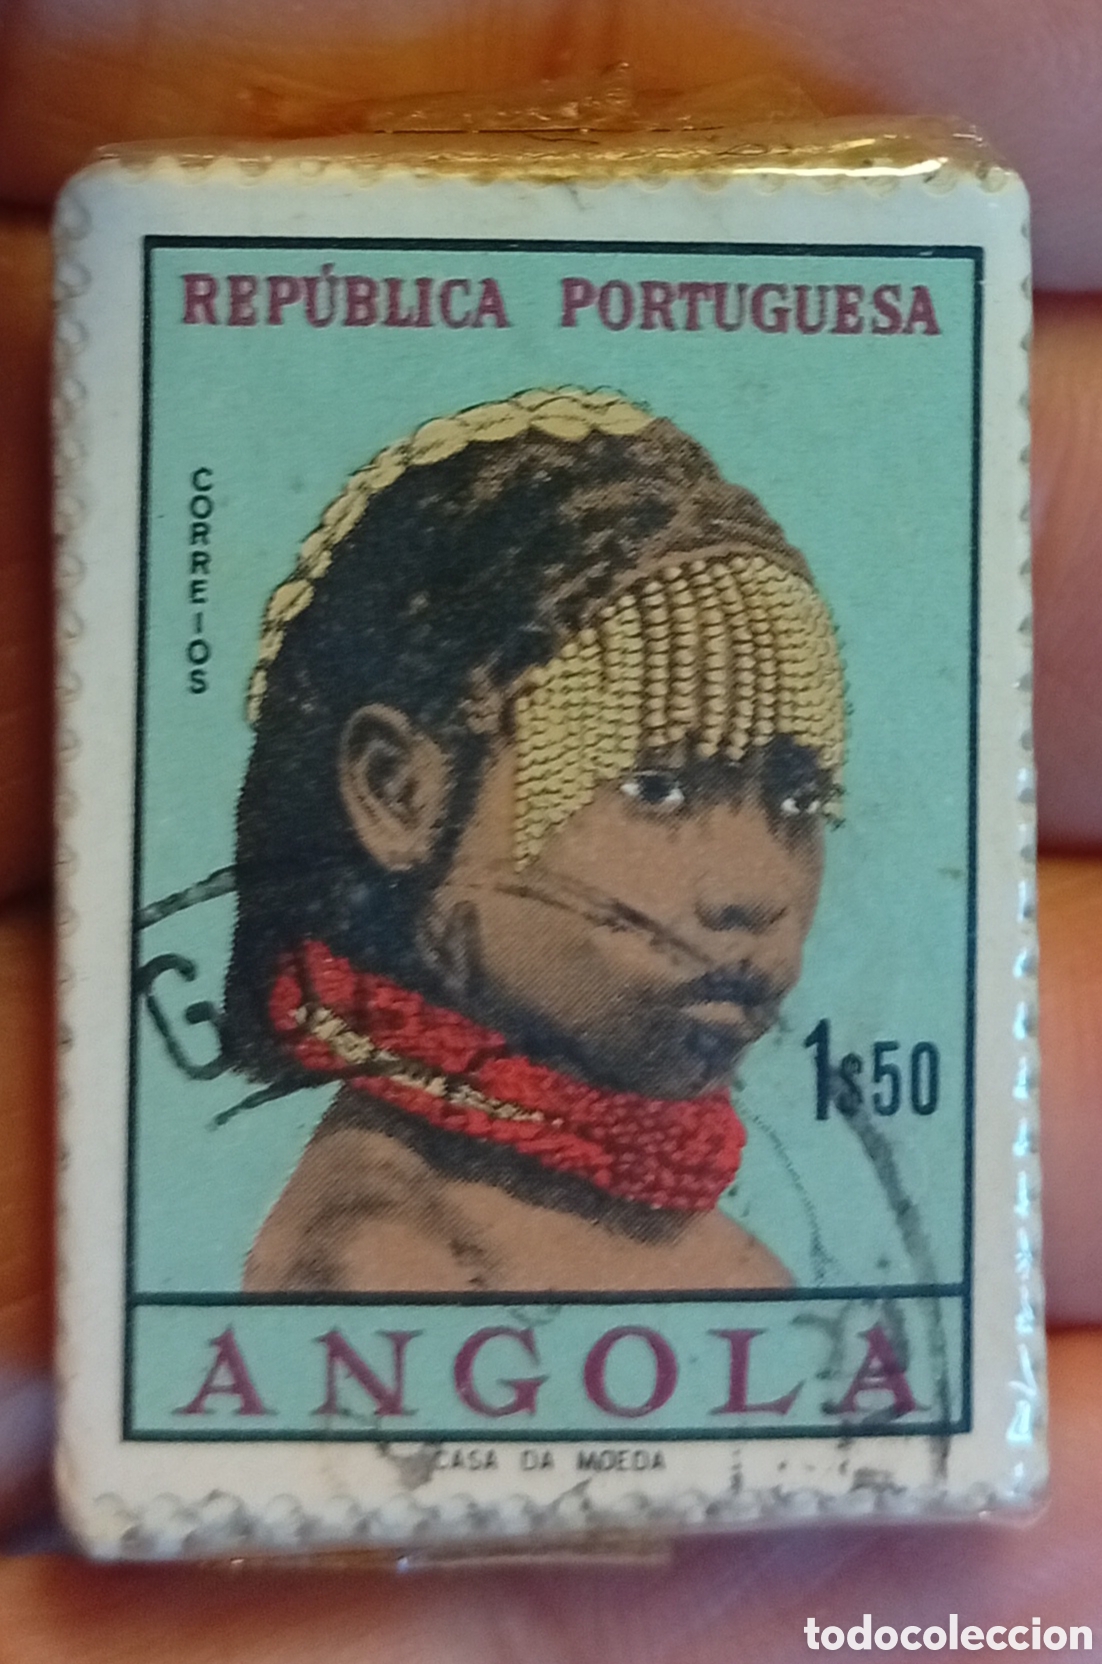 REPÚBLICA PORTUGUESA
CORREIOS
G
1$50
ANGOLA
CASA DA MOEDA
todocoleccion